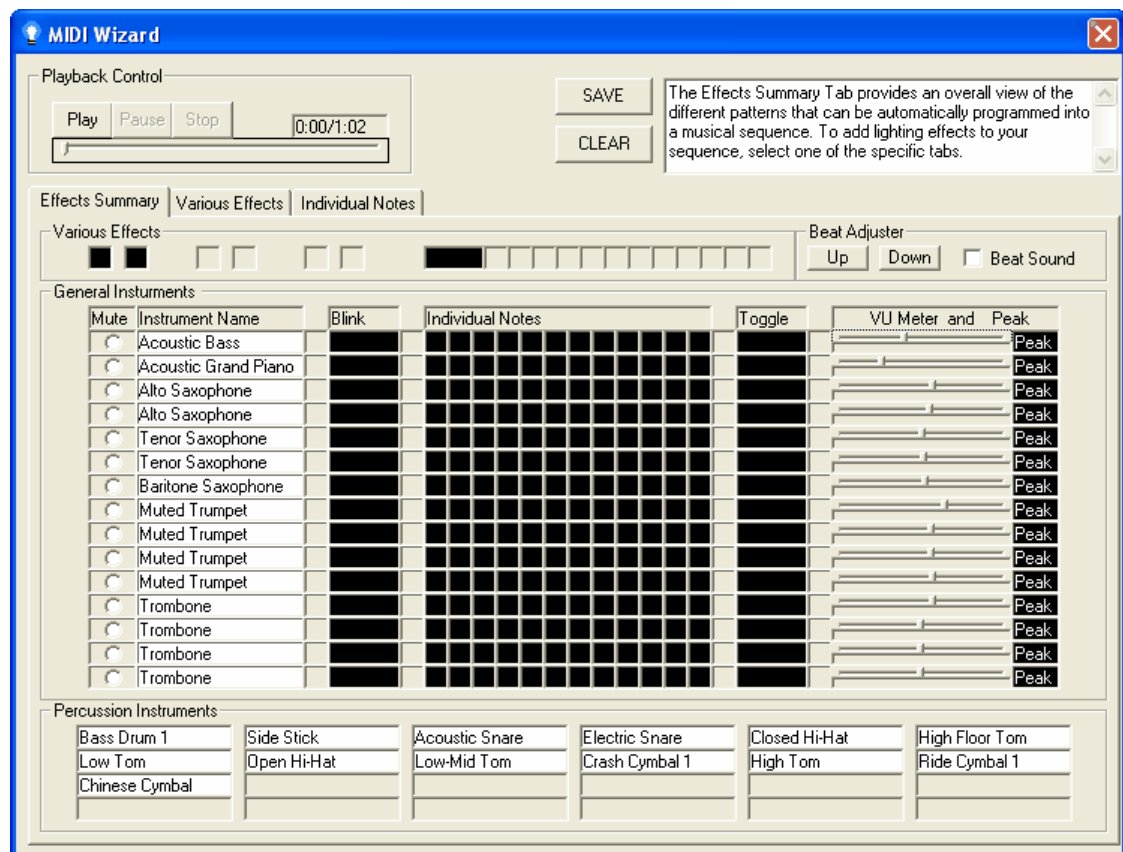 MIDI Wizard
Playback Control
Play Pause Stop 0:00/1:02
SAVE
CLEAR
The Effects Summary Tab provides an overall view of the
different patterns that can be automatically programmed into
a musical sequence. To add lighting effects to your
sequence, select one of the specific tabs.
Effects Summary Various Effects Individual Notes
Various Effects
Beat Adjuster
Up Down Beat Sound
General Insturments
Mute Instrument Name Blink Individual Notes Toggle VU Meter and Peak
Acoustic Bass Peak
Acoustic Grand Piano Peak
Alto Saxophone Peak
Alto Saxophone Peak
Tenor Saxophone Peak
Tenor Saxophone Peak
Baritone Saxophone Peak
Muted Trumpet Peak
Muted Trumpet Peak
Muted Trumpet Peak
Muted Trumpet Peak
Trombone Peak
Trombone Peak
Trombone Peak
Trombone Peak
Percussion Instruments
Bass Drum 1 Side Stick Acoustic Snare Electric Snare Closed Hi-Hat High Floor Tom
Low Tom Open Hi-Hat Low-Mid Tom Crash Cymbal 1 High Tom Ride Cymbal 1
Chinese Cymbal